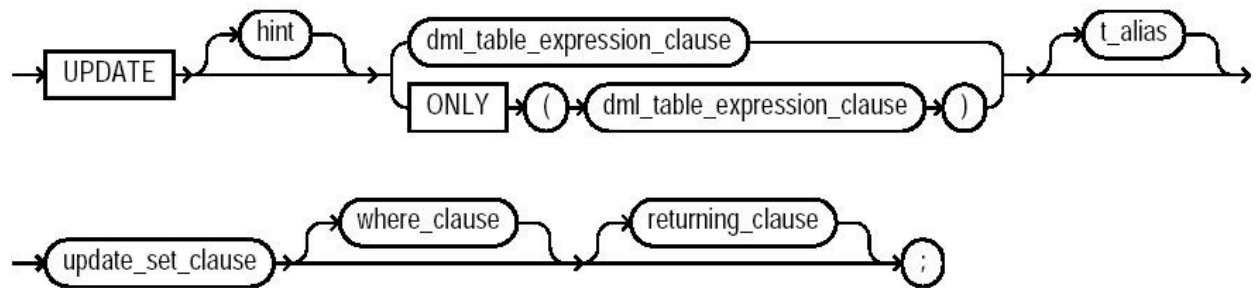 hint
dml_table_expression_clause
t_alias
UPDATE
ONLY ( dml_table_expression_clause )
where_clause
returning_clause
update_set_clause
;